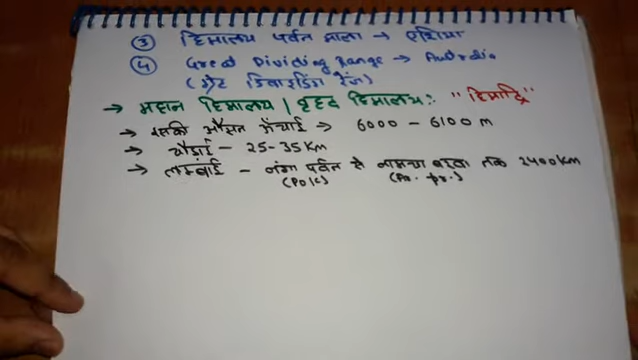 ③ हिमालय पर्वत माला → एशिया
④ Great Dividing Range →
(ग्रेट डिवाइडिंग रेंज)
→ महान हिमालय / वृहद हिमालय:- "हिमाद्रि"
→ इसकी औसत ऊँचाई → 6000 - 6100 m
→ चौड़ाई - 25-35 Km
→ लम्बाई - नंगा पर्वत से नामचा बरवा तक 2400 Km
(PoK)